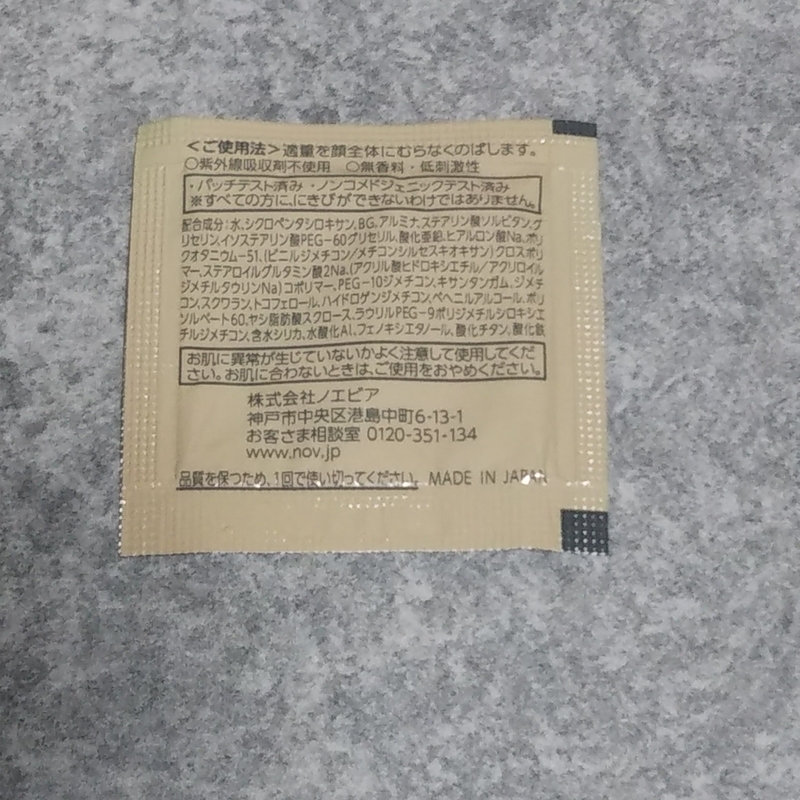 ＜ご使用法＞適量を顔全体にむらなくのばします。
○紫外線吸収剤不使用　○無香料・低刺激性
・パッチテスト済み ・ノンコメドジェニックテスト済み
※すべての方に、にきびができないわけではありません。
配合成分：水、シクロペンタシロキサン、BG、アルミナ、ステアリン酸ソルビタン、グ
リセリン、イソステアリン酸PEG-60グリセリル、酸化亜鉛、ヒアルロン酸Na、ポリ
クオタニウム-51、(ビニルジメチコン/メチコンシルセスキオキサン)クロスポリ
マー、ステアロイルグルタミン酸2Na、(アクリル酸ヒドロキシエチル/アクリロイル
ジメチルタウリンNa)コポリマー、PEG-10ジメチコン、キサンタンガム、ジメチ
コン、スクワラン、トコフェロール、ハイドロゲンジメチコン、ベヘニルアルコール、ポリ
ソルベート60、ヤシ脂肪酸スクロース、ラウリルPEG-9ポリジメチルシロキシエ
チルジメチコン、含水シリカ、水酸化Al、フェノキシエタノール、酸化チタン、酸化鉄
お肌に異常が生じていないかよく注意して使用してくだ
さい。お肌に合わないときは、ご使用をおやめください。
株式会社ノエビア
神戸市中央区港島中町6-13-1
お客さま相談室 0120-351-134
www.nov.jp
品質を保つため、1回で使い切ってください。 MADE IN JAPAN